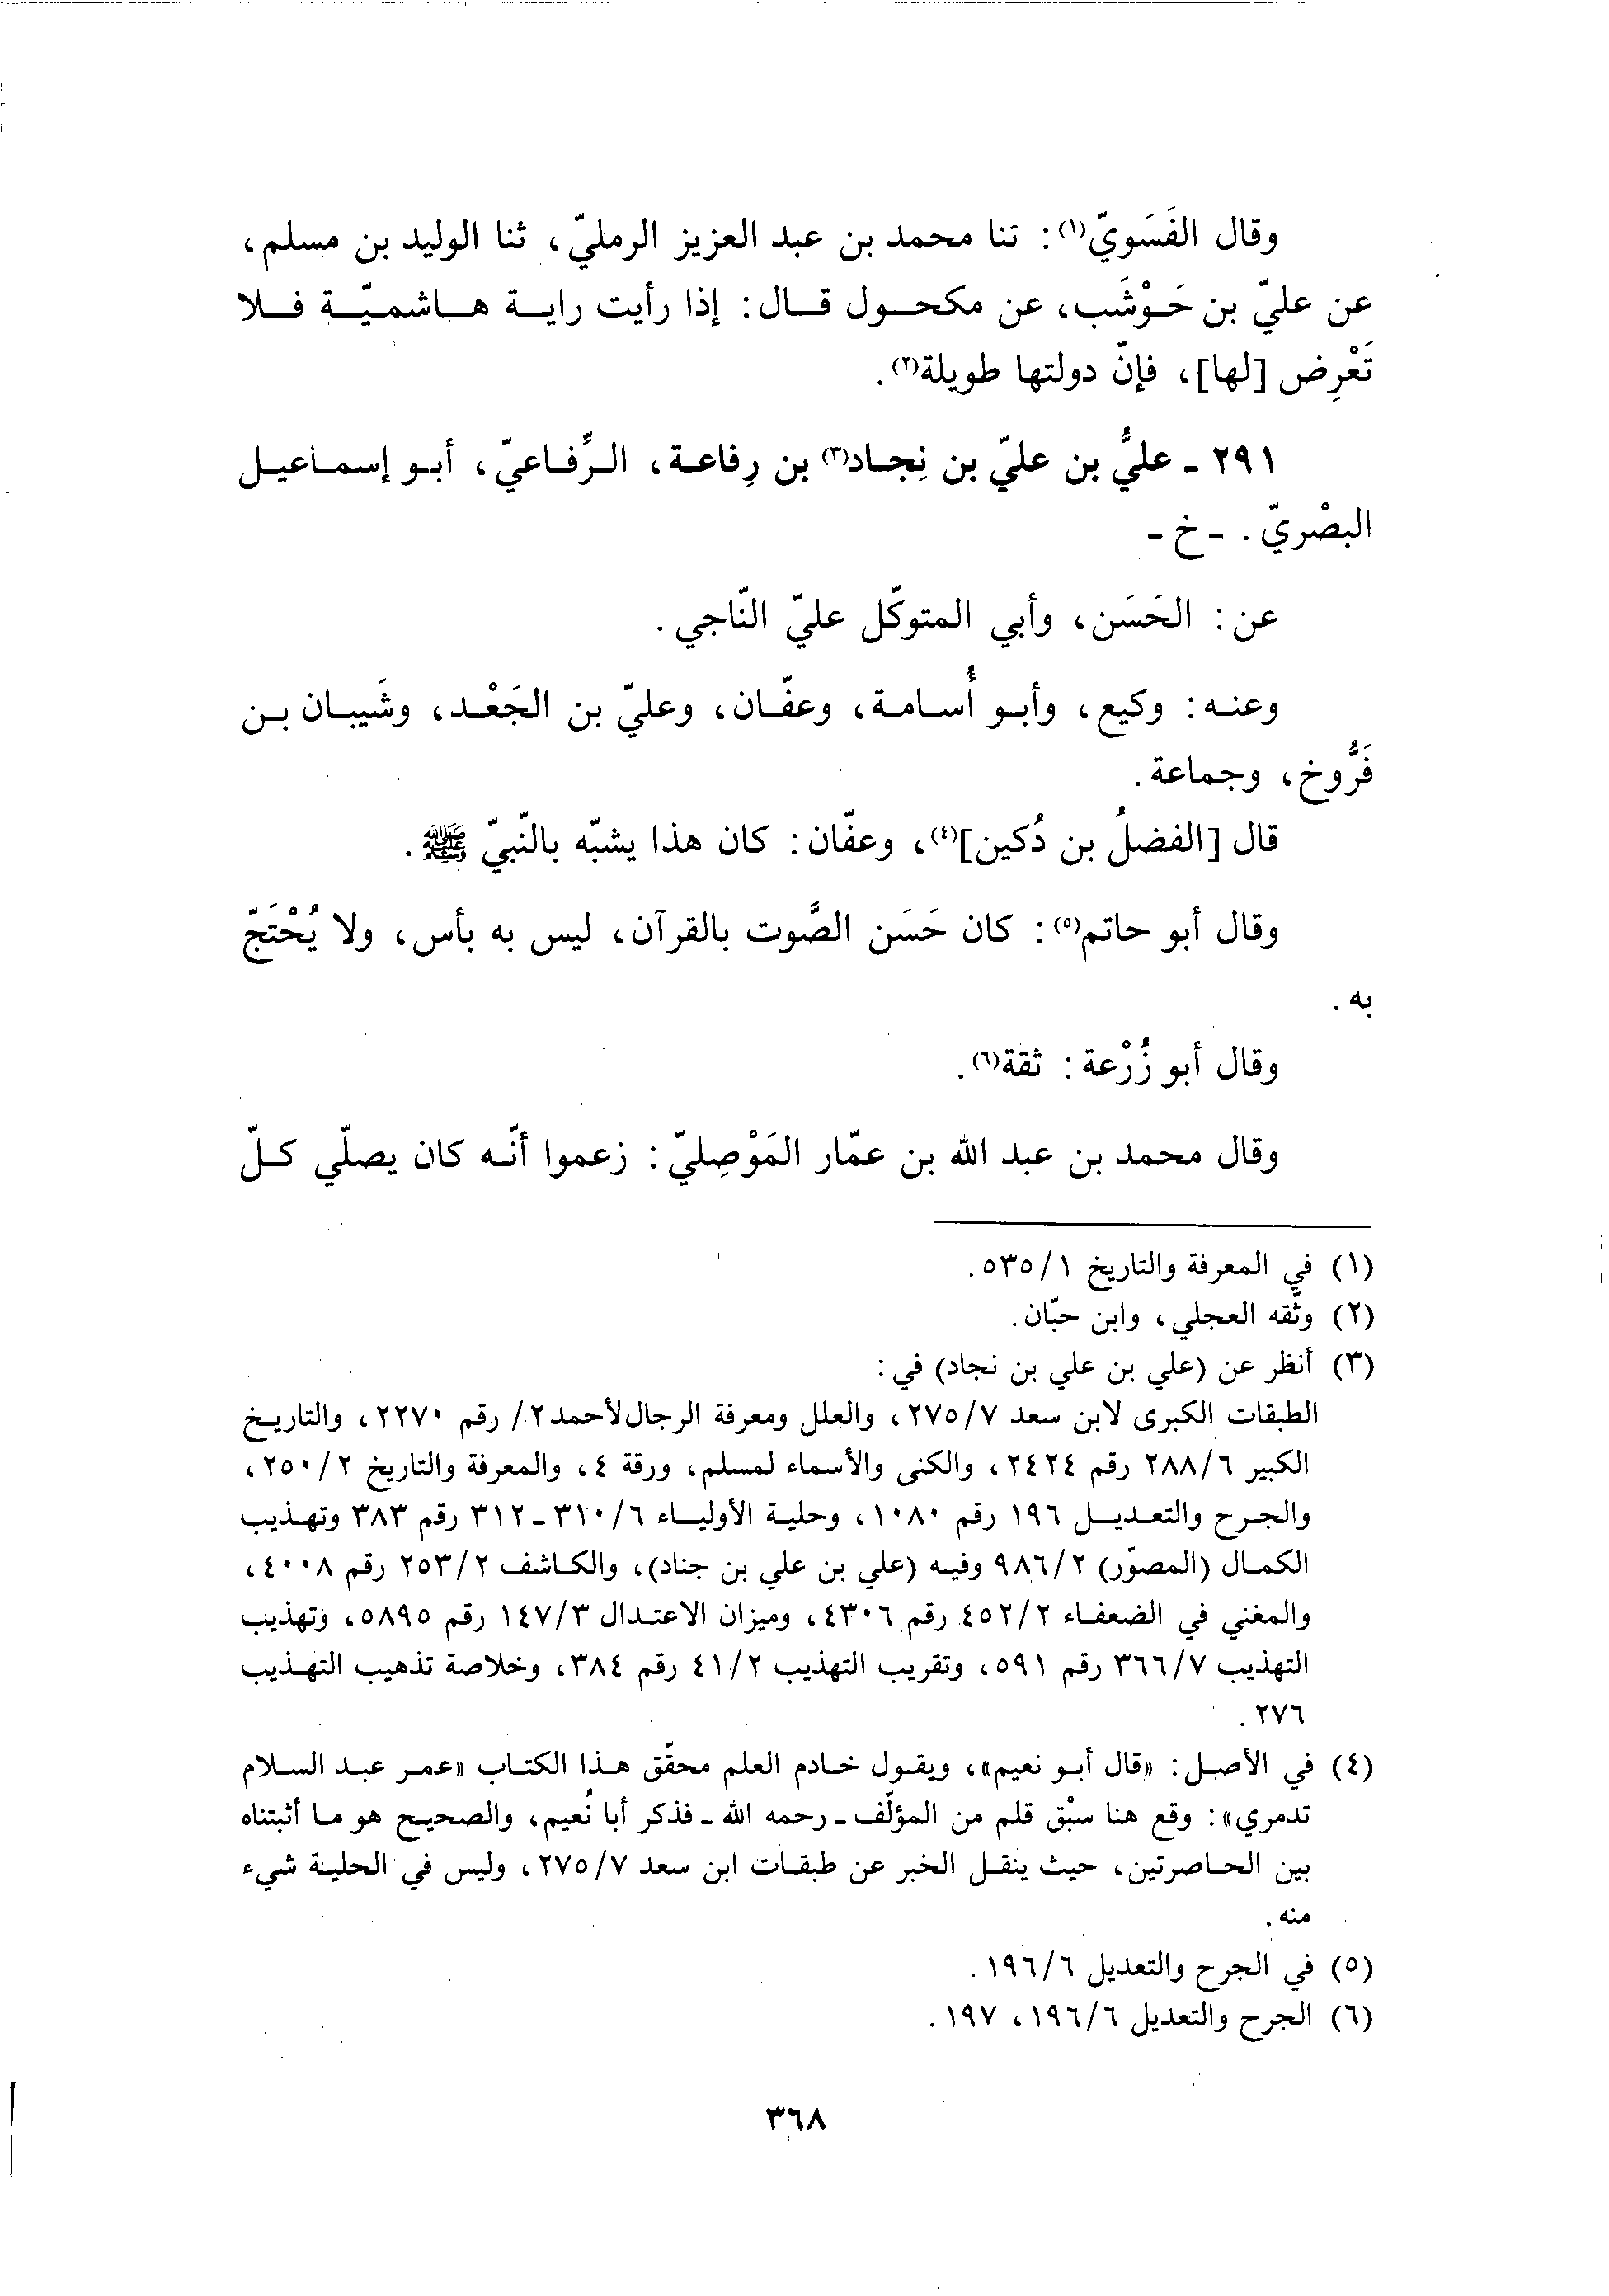 وقال الفَسَويّ(١): تنا محمد بن عبد العزيز الرمليّ، ثنا الوليد بن مسلم،
عن عليّ بن حَوْشَب، عن مكحول قال: إذا رأيت راية هاشميّة فلا
تَعْرِض [لها]، فإنّ دولتها طويلة(٢).
٢٩١ - عليُّ بن عليّ بن نِجاد(٣) بن رِفاعة، الرِّفاعيّ، أبو إسماعيل
البصْريّ. - خ -
عن: الحَسَن، وأبي المتوكّل عليّ النّاجي.
وعنه: وكيع، وأبو أُسامة، وعفّان، وعليّ بن الجَعْد، وشَيبان بن
فَرُّوخ، وجماعة.
قال [الفضلُ بن دُكين](٤)، وعفّان: كان هذا يشبّه بالنّبيّ ﷺ.
وقال أبو حاتم(٥): كان حَسَن الصَّوت بالقرآن، ليس به بأس، ولا يُحْتَجّ
به.
وقال أبو زُرْعة: ثقة(٦).
وقال محمد بن عبد الله بن عمّار المَوْصِليّ: زعموا أنّه كان يصلّي كلّ
(١) في المعرفة والتاريخ ٥٣٥/١.
(٢) وثّقه العجلي، وابن حبّان.
(٣) أنظر عن (علي بن علي بن نجاد) في:
الطبقات الكبرى لابن سعد ٢٧٥/٧، والعلل ومعرفة الرجال لأحمد ٢/ رقم ٢٢٧٠، والتاريخ
الكبير ٢٨٨/٦ رقم ٢٤٢٤، والكنى والأسماء لمسلم، ورقة ٤، والمعرفة والتاريخ ٢٥٠/٢،
والجرح والتعديل ١٩٦ رقم ١٠٨٠، وحلية الأولياء ٣١٠/٦ - ٣١٢ رقم ٣٨٣ وتهذيب
الكمال (المصوّر) ٩٨٦/٢ وفيه (علي بن علي بن جناد)، والكاشف ٢٥٣/٢ رقم ٤٠٠٨،
والمغني في الضعفاء ٤٥٢/٢ رقم ٤٣٠٦، وميزان الاعتدال ١٤٧/٣ رقم ٥٨٩٥، وتهذيب
التهذيب ٣٦٦/٧ رقم ٥٩١، وتقريب التهذيب ٤١/٢ رقم ٣٨٤، وخلاصة تذهيب التهذيب
٢٧٦.
(٤) في الأصل: «قال أبو نعيم»، ويقول خادم العلم محقّق هذا الكتاب «عمر عبد السلام
تدمري»: وقع هنا سبْق قلم من المؤلّف - رحمه الله - فذكر أبا نُعيم، والصحيح هو ما أثبتناه
بين الحاصرتين، حيث ينقل الخبر عن طبقات ابن سعد ٢٧٥/٧، وليس في الحلية شيء
منه.
(٥) في الجرح والتعديل ١٩٦/٦.
(٦) الجرح والتعديل ١٩٦/٦، ١٩٧.
٣٦٨